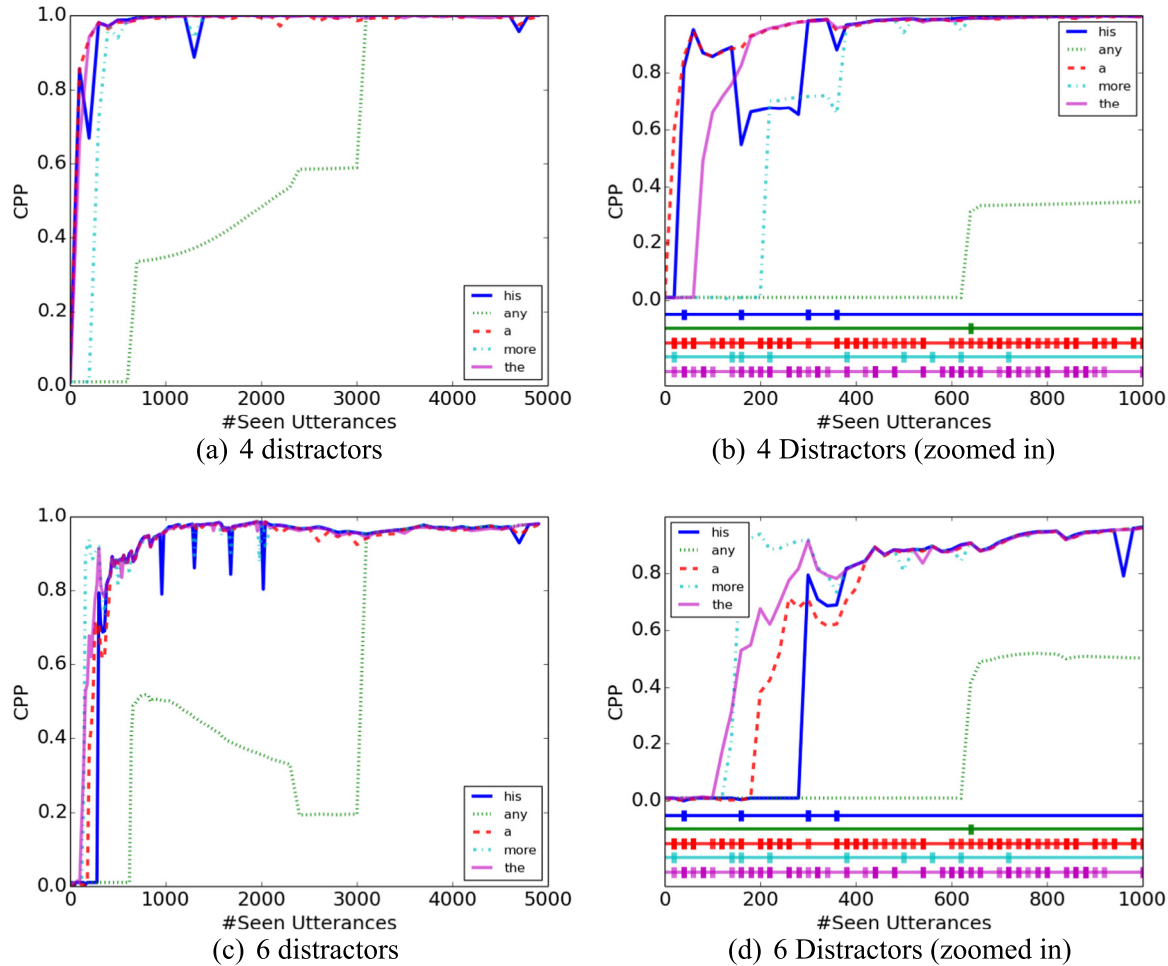 1.0
0.8
0.6
0.4
0.2
0.0
CPP
his
any
a
more
the
0 1000 2000 3000 4000 5000
#Seen Utterances
(a) 4 distractors
0.8
0.6
0.4
0.2
0.0
CPP
his
any
a
more
the
0 200 400 600 800 1000
#Seen Utterances
(b) 4 Distractors (zoomed in)
1.0
0.8
0.6
0.4
0.2
0.0
CPP
his
any
a
more
the
0 1000 2000 3000 4000 5000
#Seen Utterances
(c) 6 distractors
0.8
0.6
0.4
0.2
0.0
CPP
his
any
a
more
the
0 200 400 600 800 1000
#Seen Utterances
(d) 6 Distractors (zoomed in)